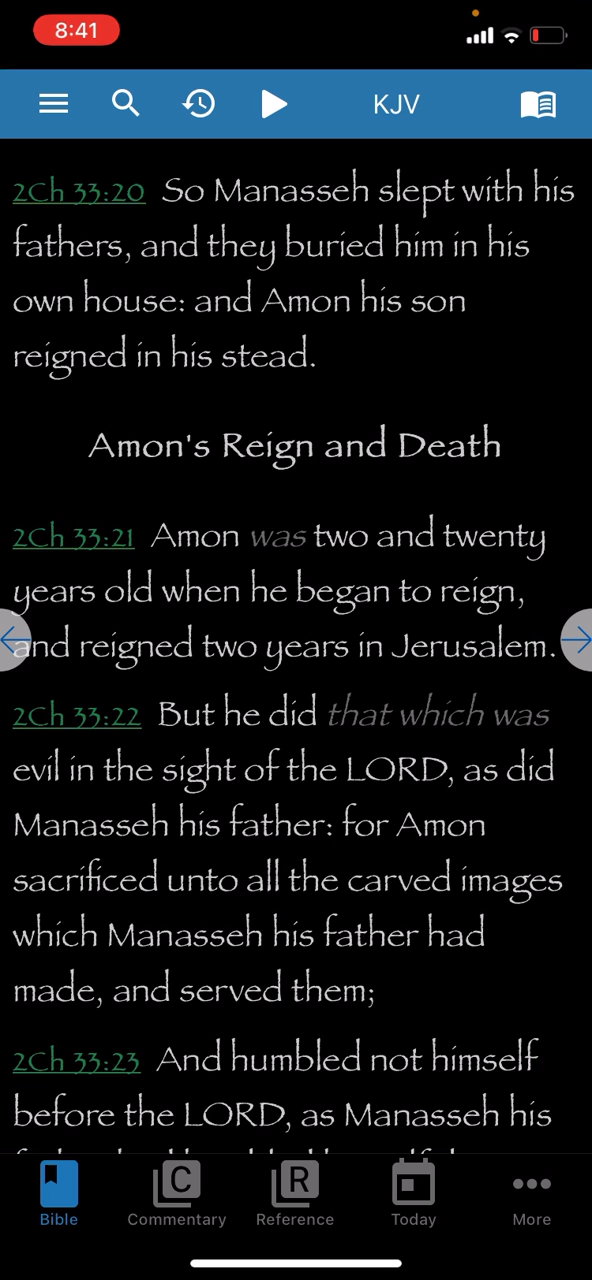 8:41
KJV
2Ch 33:20 So Manasseh slept with his
fathers, and they buried him in his
own house: and Amon his son
reigned in his stead.
Amon's Reign and Death
2Ch 33:21 Amon was two and twenty
years old when he began to reign,
and reigned two years in Jerusalem.
2Ch 33:22 But he did that which was
evil in the sight of the LORD, as did
Manasseh his father: for Amon
sacrificed unto all the carved images
which Manasseh his father had
made, and served them;
2Ch 33:23 And humbled not himself
before the LORD, as Manasseh his
C R
Bible Commentary Reference Today More